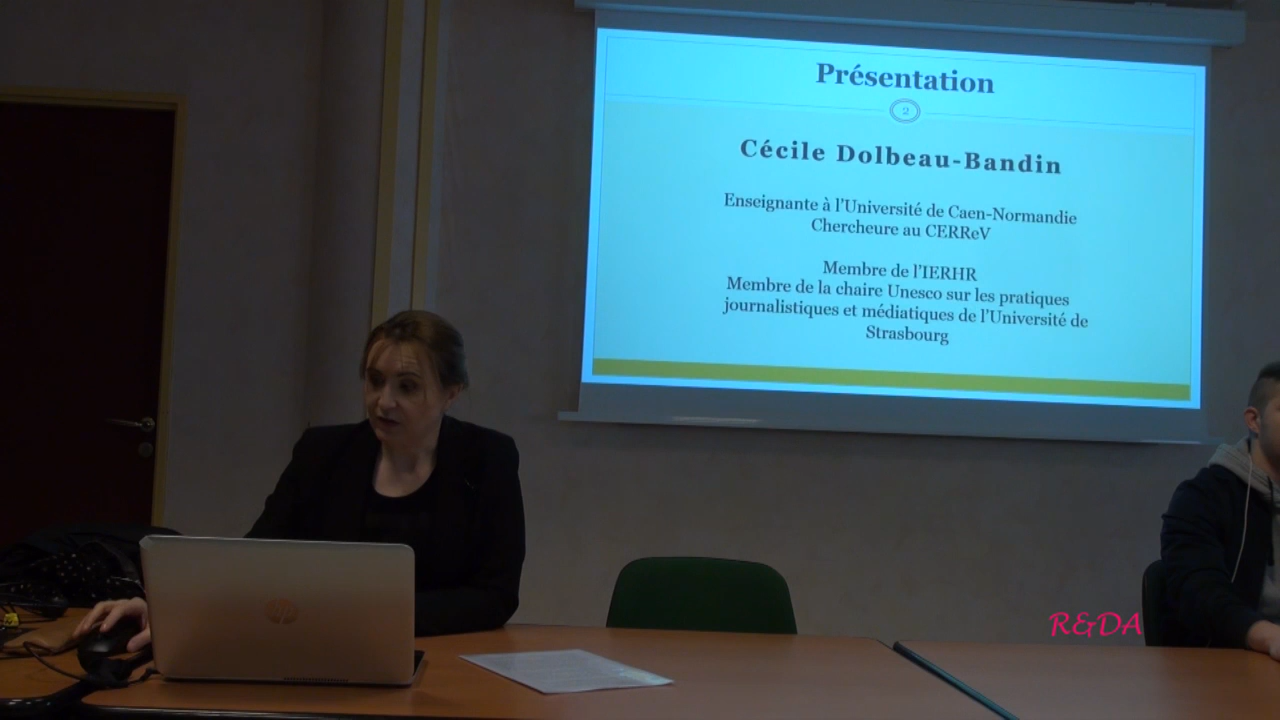 Présentation
2
Cécile Dolbeau-Bandin
Enseignante à l'Université de Caen-Normandie
Chercheure au CERReV
Membre de l'IERHR
Membre de la chaire Unesco sur les pratiques
journalistiques et médiatiques de l'Université de
Strasbourg
hp
R&DA